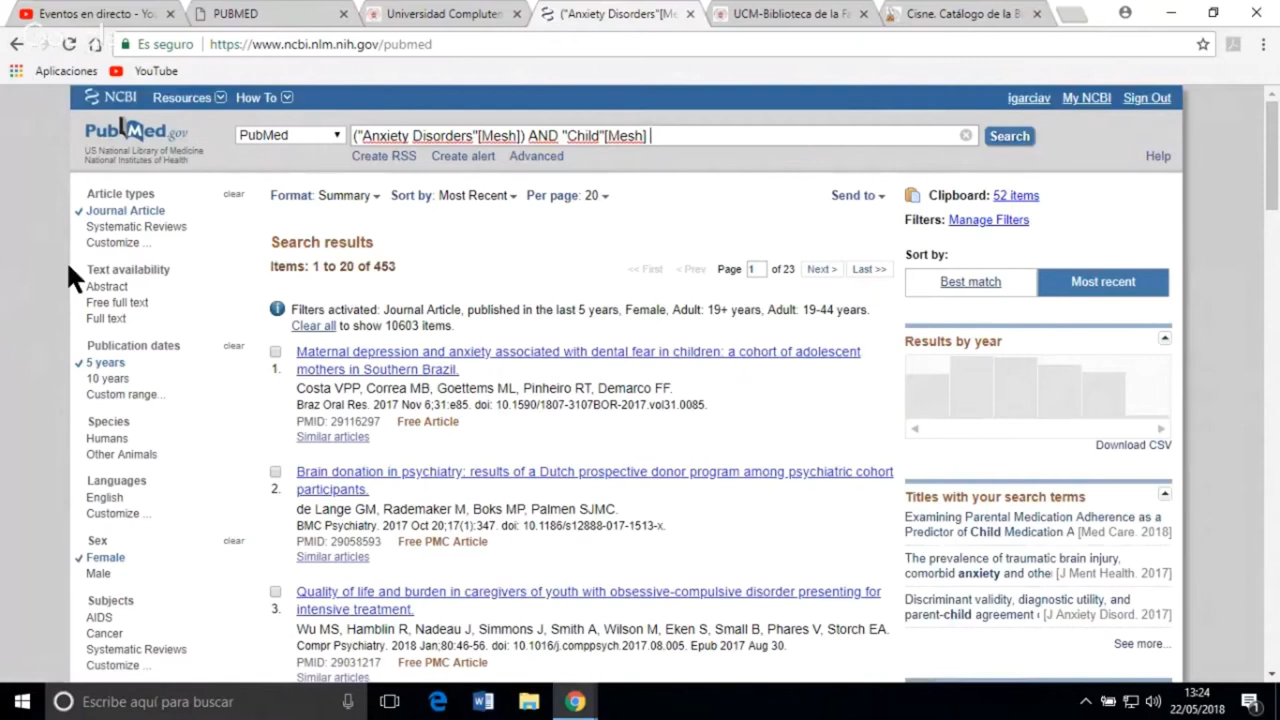 Eventos en directo - You
PUBMED
Universidad Compluten
("Anxiety Disorders"[Me
UCM-Biblioteca de la Fa
Cisne. Catálogo de la B
Es seguro https://www.ncbi.nlm.nih.gov/pubmed
Aplicaciones YouTube
NCBI Resources How To igarciav My NCBI Sign Out
PubMed.gov
US National Library of Medicine
National Institutes of Health
PubMed
("Anxiety Disorders"[Mesh]) AND "Child"[Mesh]
Search
Create RSS Create alert Advanced Help
Article types clear
Journal Article
Systematic Reviews
Customize ...
Text availability
Abstract
Free full text
Full text
Publication dates clear
5 years
10 years
Custom range...
Species
Humans
Other Animals
Languages
English
Customize ...
Sex clear
Female
Male
Subjects
AIDS
Cancer
Systematic Reviews
Customize ...
Format: Summary Sort by: Most Recent Per page: 20 Send to
Search results
Items: 1 to 20 of 453
<< First < Prev Page 1 of 23 Next > Last >>
Filters activated: Journal Article, published in the last 5 years, Female, Adult: 19+ years, Adult: 19-44 years.
Clear all to show 10603 items.
Maternal depression and anxiety associated with dental fear in children: a cohort of adolescent
1. mothers in Southern Brazil.
Costa VPP, Correa MB, Goettems ML, Pinheiro RT, Demarco FF.
Braz Oral Res. 2017 Nov 6;31:e85. doi: 10.1590/1807-3107BOR-2017.vol31.0085.
PMID: 29116297 Free Article
Similar articles
Brain donation in psychiatry: results of a Dutch prospective donor program among psychiatric cohort
2. participants.
de Lange GM, Rademaker M, Boks MP, Palmen SJMC.
BMC Psychiatry. 2017 Oct 20;17(1):347. doi: 10.1186/s12888-017-1513-x.
PMID: 29058593 Free PMC Article
Similar articles
Quality of life and burden in caregivers of youth with obsessive-compulsive disorder presenting for
3. intensive treatment.
Wu MS, Hamblin R, Nadeau J, Simmons J, Smith A, Wilson M, Eken S, Small B, Phares V, Storch EA.
Compr Psychiatry. 2018 Jan;80:46-56. doi: 10.1016/j.comppsych.2017.08.005. Epub 2017 Aug 30.
PMID: 29031217 Free PMC Article
Similar articles
Clipboard: 52 items
Filters: Manage Filters
Sort by:
Best match Most recent
Results by year
Download CSV
Titles with your search terms
Examining Parental Medication Adherence as a
Predictor of Child Medication A [Med Care. 2018]
The prevalence of traumatic brain injury,
comorbid anxiety and othe [J Ment Health. 2017]
Discriminant validity, diagnostic utility, and
parent-child agreement [J Anxiety Disord. 2017]
See more...
Escribe aquí para buscar
13:24
22/05/2018
1